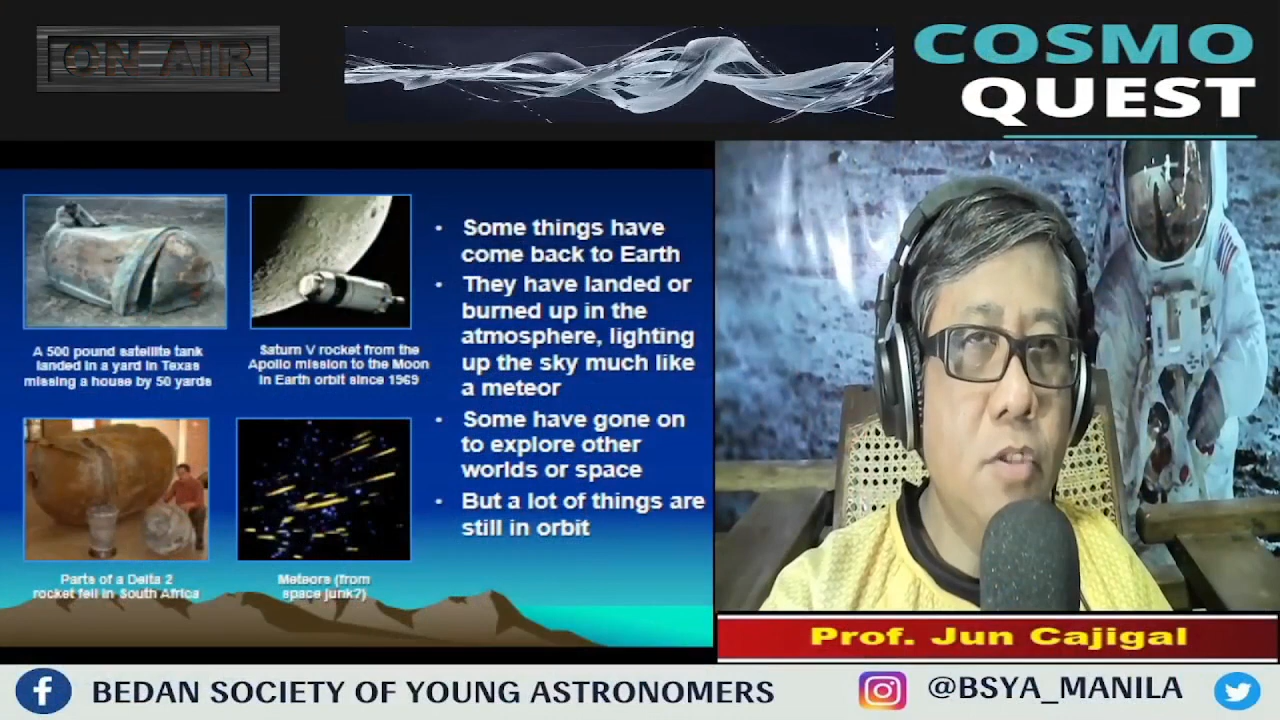 ON AIR
COSMO
QUEST
A 500 pound satellite tank
landed in a yard in Texas
missing a house by 50 yards
Saturn V rocket from the
Apollo mission to the Moon
in Earth orbit since 1969
Parts of a Delta 2
rocket fell in South Africa
Meteors (from
space junk?)
• Some things have
come back to Earth
• They have landed or
burned up in the
atmosphere, lighting
up the sky much like
a meteor
• Some have gone on
to explore other
worlds or space
• But a lot of things are
still in orbit
Prof. Jun Cajigal
BEDAN SOCIETY OF YOUNG ASTRONOMERS
@BSYA_MANILA